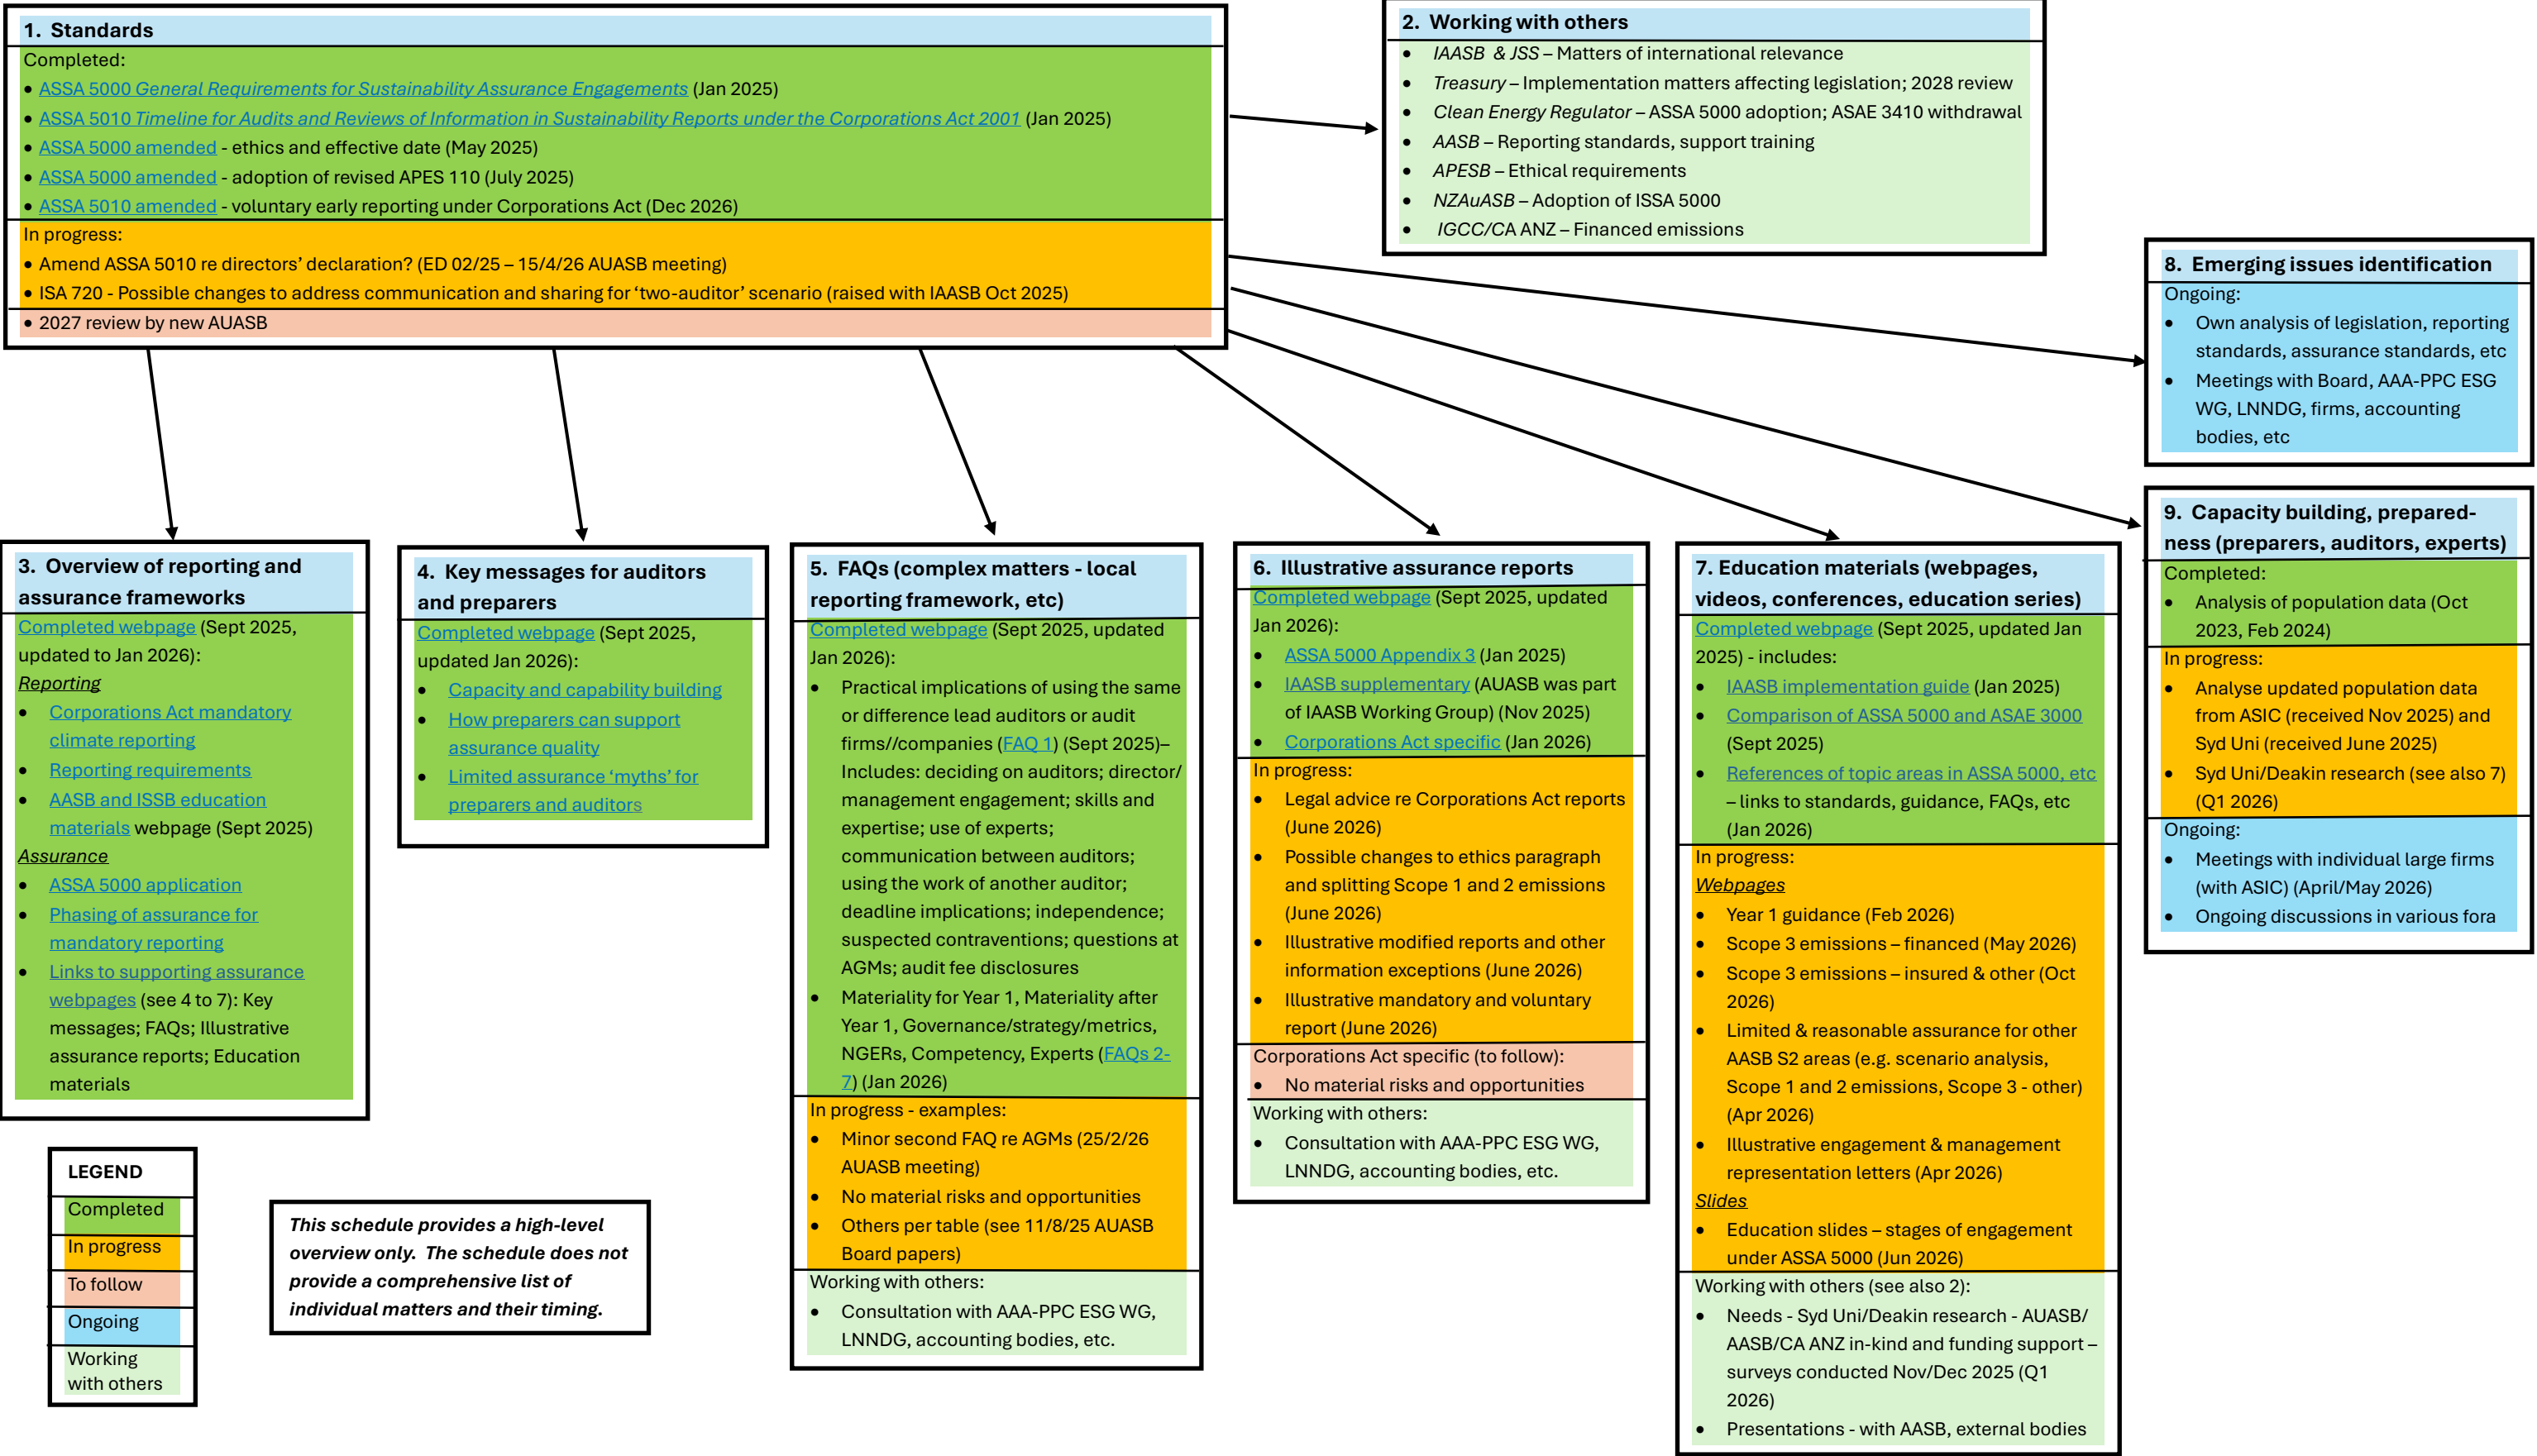 1. Standards
Completed:
• ASSA 5000 General Requirements for Sustainability Assurance Engagements (Jan 2025)
• ASSA 5010 Timeline for Audits and Reviews of Information in Sustainability Reports under the Corporations Act 2001 (Jan 2025)
• ASSA 5000 amended - ethics and effective date (May 2025)
• ASSA 5000 amended - adoption of revised APES 110 (July 2025)
• ASSA 5010 amended - voluntary early reporting under Corporations Act (Dec 2026)
In progress:
• Amend ASSA 5010 re directors’ declaration? (ED 02/25 – 15/4/26 AUASB meeting)
• ISA 720 - Possible changes to address communication and sharing for ‘two-auditor’ scenario (raised with IAASB Oct 2025)
• 2027 review by new AUASB
2. Working with others
• IAASB & JSS – Matters of international relevance
• Treasury – Implementation matters affecting legislation; 2028 review
• Clean Energy Regulator – ASSA 5000 adoption; ASAE 3410 withdrawal
• AASB – Reporting standards, support training
• APESB – Ethical requirements
• NZAuASB – Adoption of ISSA 5000
• IGCC/CA ANZ – Financed emissions
3. Overview of reporting and
assurance frameworks
Completed webpage (Sept 2025,
updated to Jan 2026):
Reporting
• Corporations Act mandatory
climate reporting
• Reporting requirements
• AASB and ISSB education
materials webpage (Sept 2025)
Assurance
• ASSA 5000 application
• Phasing of assurance for
mandatory reporting
• Links to supporting assurance
webpages (see 4 to 7): Key
messages; FAQs; Illustrative
assurance reports; Education
materials
4. Key messages for auditors
and preparers
Completed webpage (Sept 2025,
updated Jan 2026):
• Capacity and capability building
• How preparers can support
assurance quality
• Limited assurance ‘myths’ for
preparers and auditors
5. FAQs (complex matters - local
reporting framework, etc)
Completed webpage (Sept 2025, updated
Jan 2026):
• Practical implications of using the same
or difference lead auditors or audit
firms//companies (FAQ 1) (Sept 2025)–
Includes: deciding on auditors; director/
management engagement; skills and
expertise; use of experts;
communication between auditors;
using the work of another auditor;
deadline implications; independence;
suspected contraventions; questions at
AGMs; audit fee disclosures
• Materiality for Year 1, Materiality after
Year 1, Governance/strategy/metrics,
NGERs, Competency, Experts (FAQs 2-
7) (Jan 2026)
In progress - examples:
• Minor second FAQ re AGMs (25/2/26
AUASB meeting)
• No material risks and opportunities
• Others per table (see 11/8/25 AUASB
Board papers)
Working with others:
• Consultation with AAA-PPC ESG WG,
LNNDG, accounting bodies, etc.
6. Illustrative assurance reports
Completed webpage (Sept 2025, updated
Jan 2026):
• ASSA 5000 Appendix 3 (Jan 2025)
• IAASB supplementary (AUASB was part
of IAASB Working Group) (Nov 2025)
• Corporations Act specific (Jan 2026)
In progress:
• Legal advice re Corporations Act reports
(June 2026)
• Possible changes to ethics paragraph
and splitting Scope 1 and 2 emissions
(June 2026)
• Illustrative modified reports and other
information exceptions (June 2026)
• Illustrative mandatory and voluntary
report (June 2026)
Corporations Act specific (to follow):
• No material risks and opportunities
Working with others:
• Consultation with AAA-PPC ESG WG,
LNNDG, accounting bodies, etc.
7. Education materials (webpages,
videos, conferences, education series)
Completed webpage (Sept 2025, updated Jan
2025) - includes:
• IAASB implementation guide (Jan 2025)
• Comparison of ASSA 5000 and ASAE 3000
(Sept 2025)
• References of topic areas in ASSA 5000, etc
– links to standards, guidance, FAQs, etc
(Jan 2026)
In progress:
Webpages
• Year 1 guidance (Feb 2026)
• Scope 3 emissions – financed (May 2026)
• Scope 3 emissions – insured & other (Oct
2026)
• Limited & reasonable assurance for other
AASB S2 areas (e.g. scenario analysis,
Scope 1 and 2 emissions, Scope 3 - other)
(Apr 2026)
• Illustrative engagement & management
representation letters (Apr 2026)
Slides
• Education slides – stages of engagement
under ASSA 5000 (Jun 2026)
Working with others (see also 2):
• Needs - Syd Uni/Deakin research - AUASB/
AASB/CA ANZ in-kind and funding support –
surveys conducted Nov/Dec 2025 (Q1
2026)
• Presentations - with AASB, external bodies
8. Emerging issues identification
Ongoing:
• Own analysis of legislation, reporting
standards, assurance standards, etc
• Meetings with Board, AAA-PPC ESG
WG, LNNDG, firms, accounting
bodies, etc
9. Capacity building, prepared-
ness (preparers, auditors, experts)
Completed:
• Analysis of population data (Oct
2023, Feb 2024)
In progress:
• Analyse updated population data
from ASIC (received Nov 2025) and
Syd Uni (received June 2025)
• Syd Uni/Deakin research (see also 7)
(Q1 2026)
Ongoing:
• Meetings with individual large firms
(with ASIC) (April/May 2026)
• Ongoing discussions in various fora
LEGEND
Completed
In progress
To follow
Ongoing
Working
with others
This schedule provides a high-level
overview only. The schedule does not
provide a comprehensive list of
individual matters and their timing.